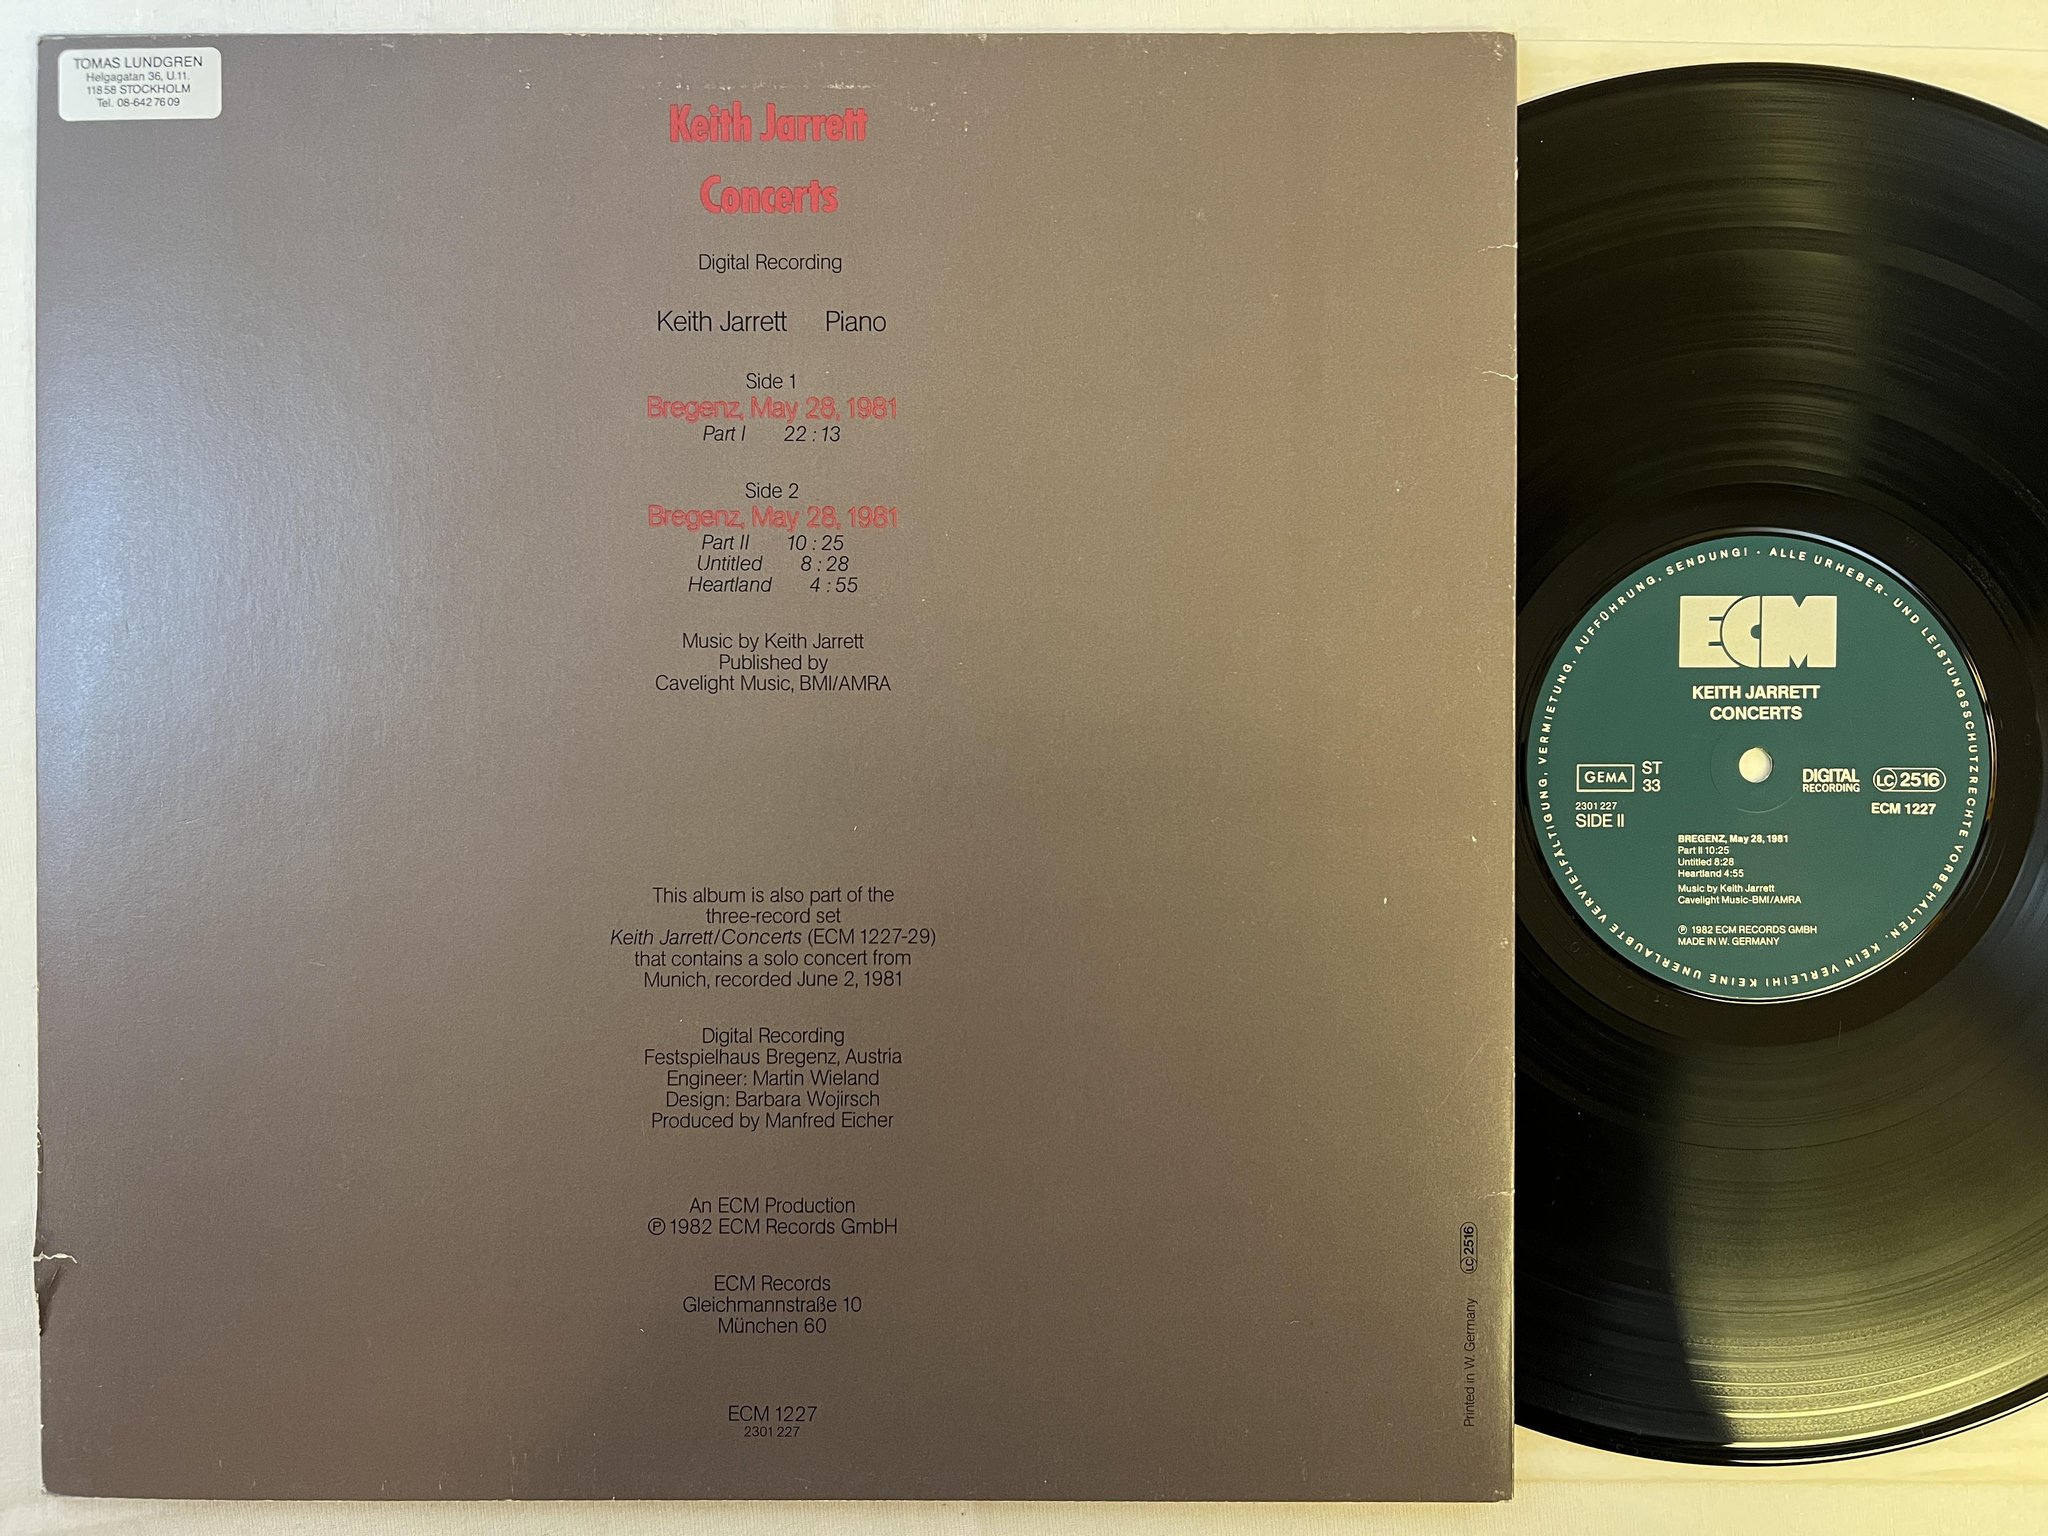 TOMAS LUNDGREN
Helgagatan 36, U.11.
118 58 STOCKHOLM
Tel. 08-642 76 09
Keith Jarrett
Concerts
Digital Recording
Keith Jarrett Piano
Side 1
Bregenz, May 28, 1981
Part I 22:13
Side 2
Bregenz, May 28, 1981
Part II 10:25
Untitled 8:28
Heartland 4:55
Music by Keith Jarrett
Published by
Cavelight Music, BMI/AMRA
This album is also part of the
three-record set
Keith Jarrett/Concerts (ECM 1227-29)
that contains a solo concert from
Munich, recorded June 2, 1981
Digital Recording
Festspielhaus Bregenz, Austria
Engineer: Martin Wieland
Design: Barbara Wojirsch
Produced by Manfred Eicher
An ECM Production
℗ 1982 ECM Records GmbH
ECM Records
Gleichmannstraße 10
München 60
ECM 1227
2301 227
Printed in W. Germany LC 2516
ALLE URHEBER- UND LEISTUNGSSCHUTZRECHTE VORBEHALTEN. KEIN VERLEIH! KEINE UNERLAUBTE VERVIELFÄLTIGUNG, VERMIETUNG, AUFFÜHRUNG, SENDUNG! ·
ECM
KEITH JARRETT
CONCERTS
GEMA
ST
33
2301 227
SIDE II
DIGITAL
RECORDING
LC 2516
ECM 1227
BREGENZ, May 28, 1981
Part II 10:25
Untitled 8:28
Heartland 4:55
Music by Keith Jarrett
Cavelight Music-BMI/AMRA
℗ 1982 ECM RECORDS GMBH
MADE IN W. GERMANY